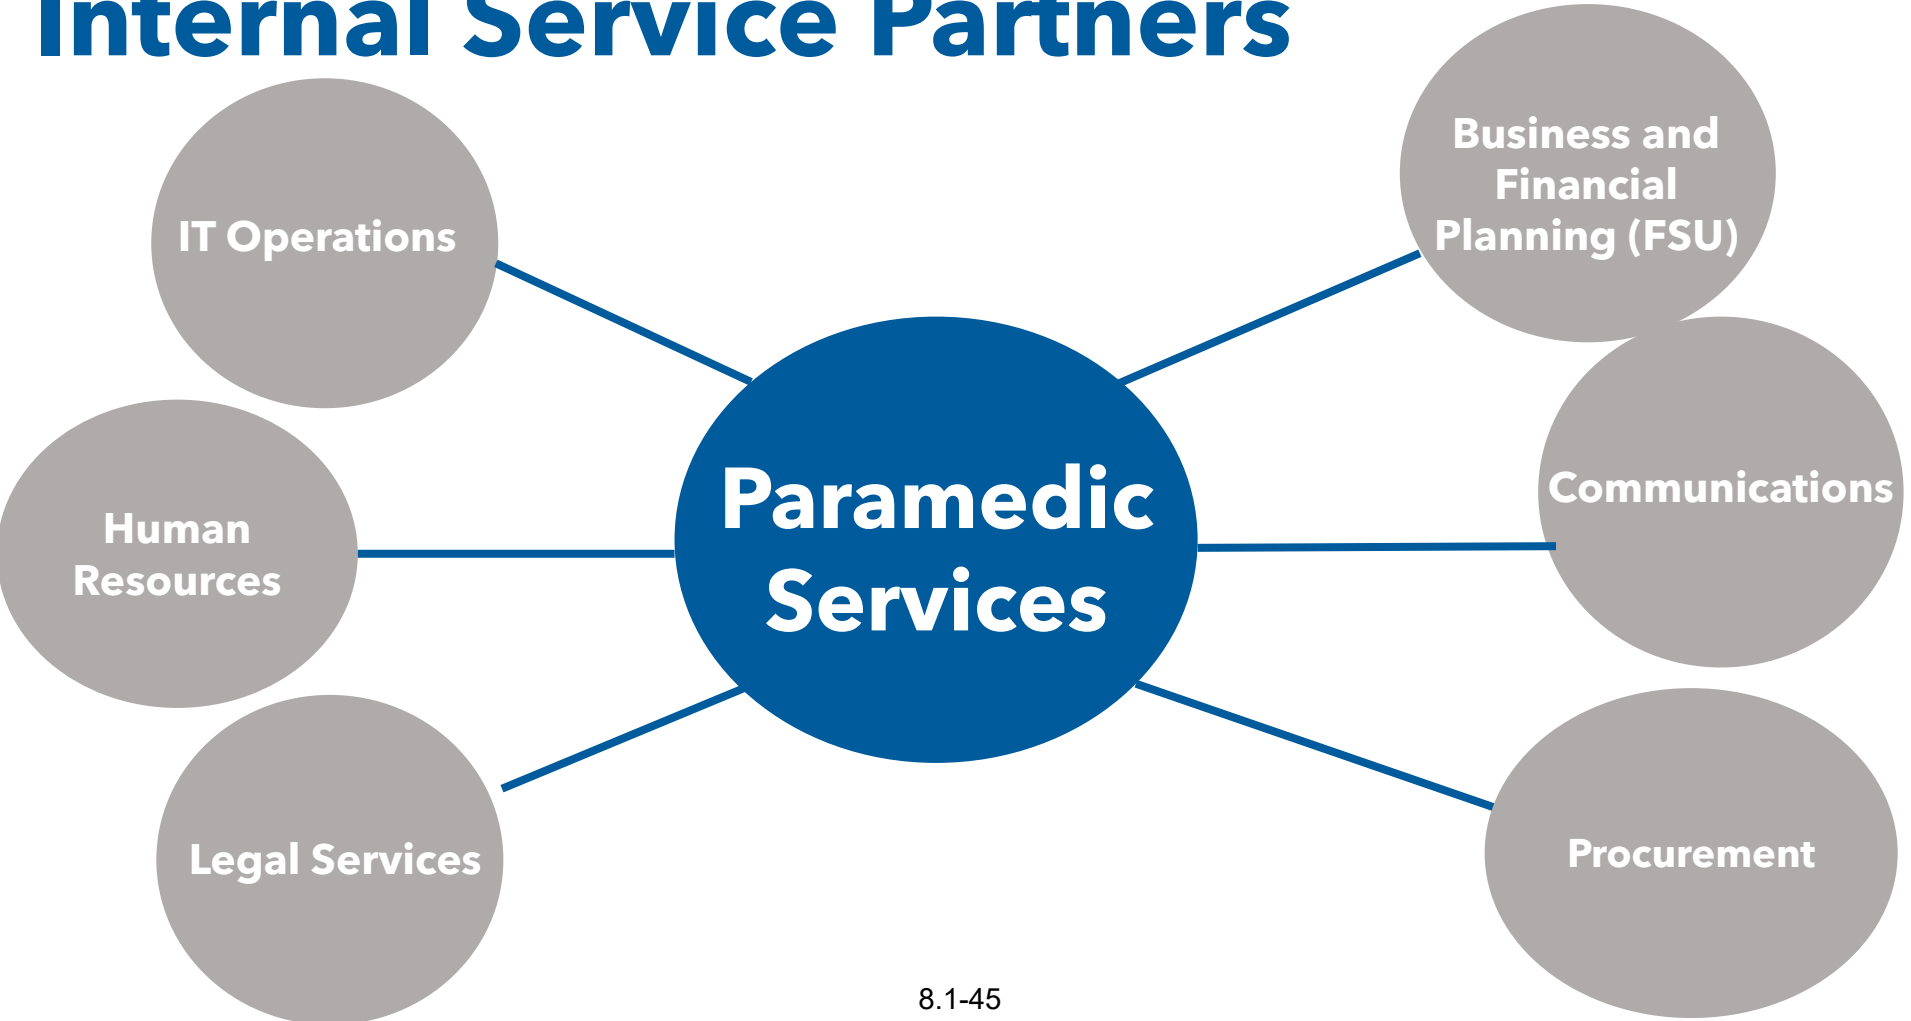 Internal Service Partners
IT Operations
Business and
Financial
Planning (FSU)
Human
Resources
Paramedic
Services
Communications
Legal Services
Procurement
8.1-45